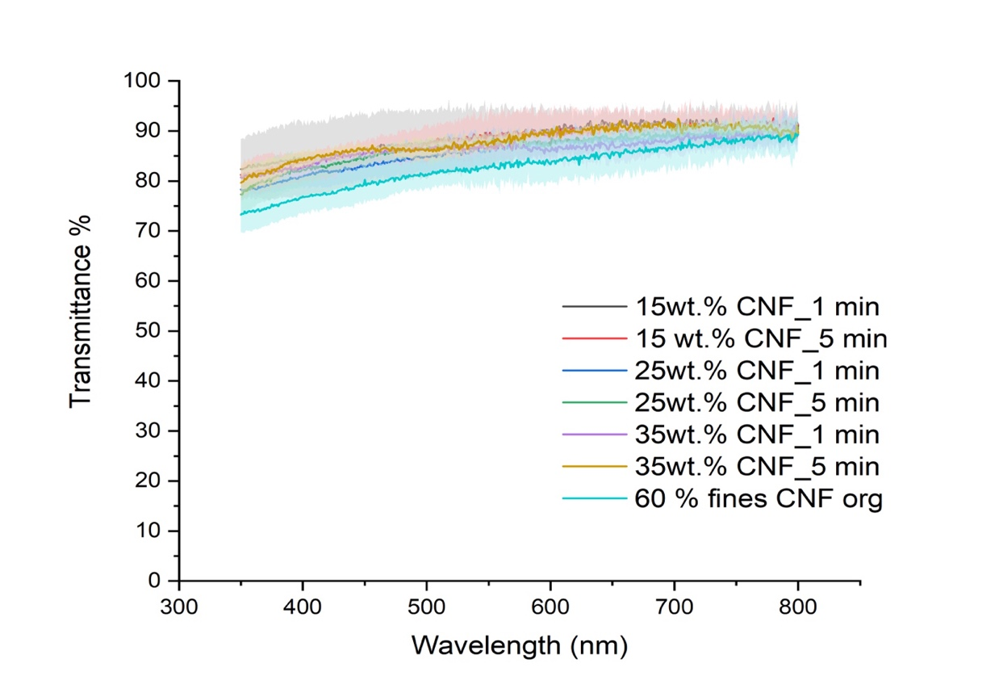 100
90
80
70
60
50
40
30
20
10
0
Transmittance %
15wt.% CNF_1 min
15 wt.% CNF_5 min
25wt.% CNF_1 min
25wt.% CNF_5 min
35wt.% CNF_1 min
35wt.% CNF_5 min
60 % fines CNF org
300 400 500 600 700 800
Wavelength (nm)